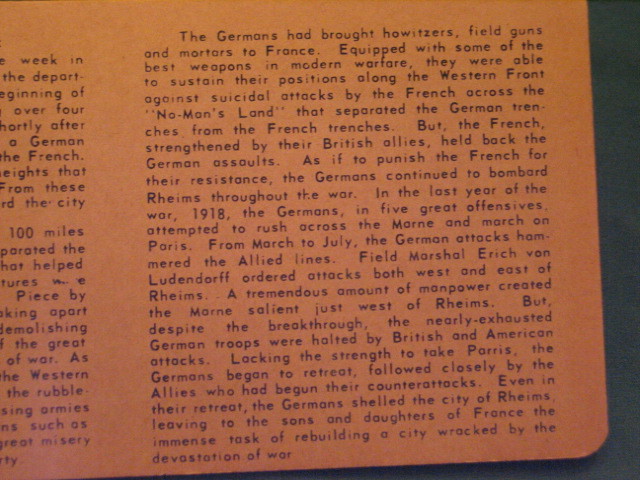 e week in
the depart-
eginning of
over four
hortly after
a German
the French.
eights that
From these
rd the city
100 miles
parated the
hat helped
tures
Piece by
aking apart
demolishing
f the great
of war. As
the Western
the rubble-
sing armies
ns such as
great misery
rty.
The Germans had brought howitzers, field guns
and mortars to France. Equipped with some of the
best weapons in modern warfare, they were able
to sustain their positions along the Western Front
against suicidal attacks by the French across the
"No-Man's Land" that separated the German tren-
ches from the French trenches. But, the French,
strengthened by their British allies, held back the
German assaults. As if to punish the French for
their resistance, the Germans continued to bombard
Rheims throughout the war. In the last year of the
war, 1918, the Germans, in five great offensives,
attempted to rush across the Marne and march on
Paris. From March to July, the German attacks ham-
mered the Allied lines. Field Marshal Erich von
Ludendorff ordered attacks both west and east of
Rheims. A tremendous amount of manpower created
the Marne salient just west of Rheims. But,
despite the breakthrough, the nearly-exhausted
German troops were halted by British and American
attacks. Lacking the strength to take Parris, the
Germans began to retreat, followed closely by the
Allies who had begun their counterattacks. Even in
their retreat, the Germans shelled the city of Rheims,
leaving to the sons and daughters of France the
immense task of rebuilding a city wracked by the
devastation of war